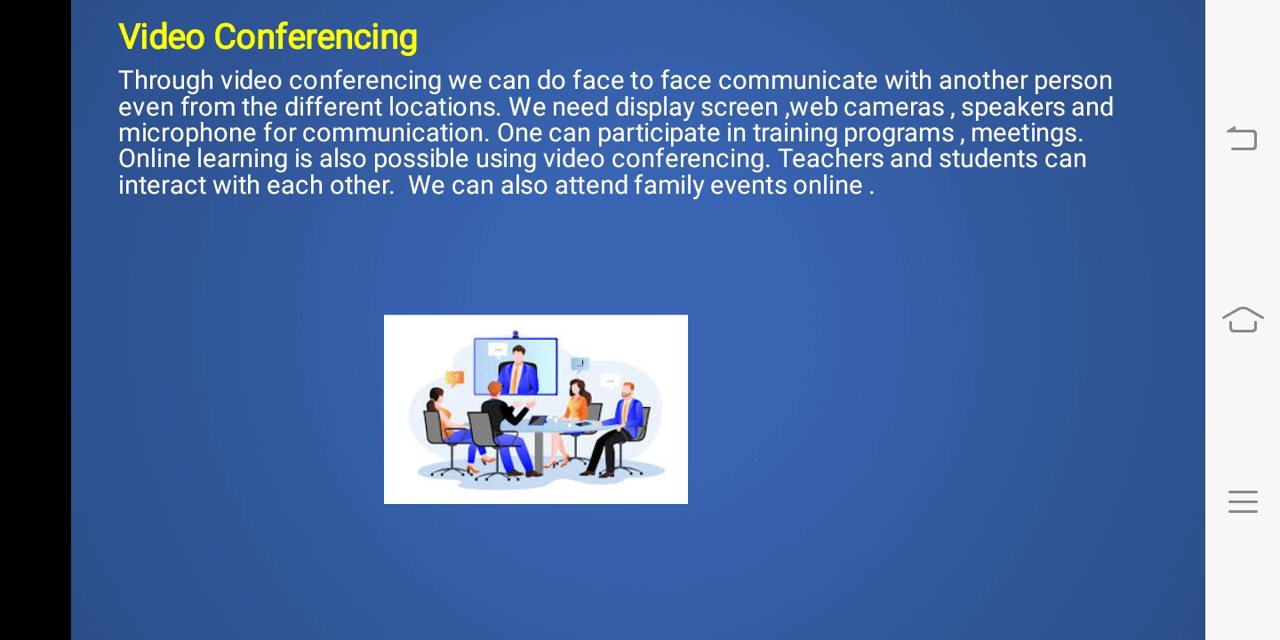 Video Conferencing
Through video conferencing we can do face to face communicate with another person
even from the different locations. We need display screen ,web cameras , speakers and
microphone for communication. One can participate in training programs , meetings.
Online learning is also possible using video conferencing. Teachers and students can
interact with each other.  We can also attend family events online .